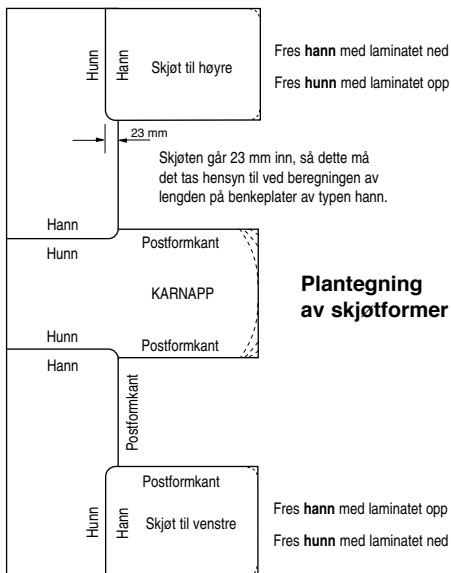 Hunn
Hann
Skjøt til høyre
Fres hann med laminatet ned
Fres hunn med laminatet opp
23 mm
Skjøten går 23 mm inn, så dette må
det tas hensyn til ved beregningen av
lengden på benkeplater av typen hann.
Hann
Hunn
Postformkant
KARNAPP
Plantegning
av skjøtformer
Hunn
Hann
Postformkant
Postformkant
Postformkant
Hunn
Hann
Skjøt til venstre
Fres hann med laminatet opp
Fres hunn med laminatet ned